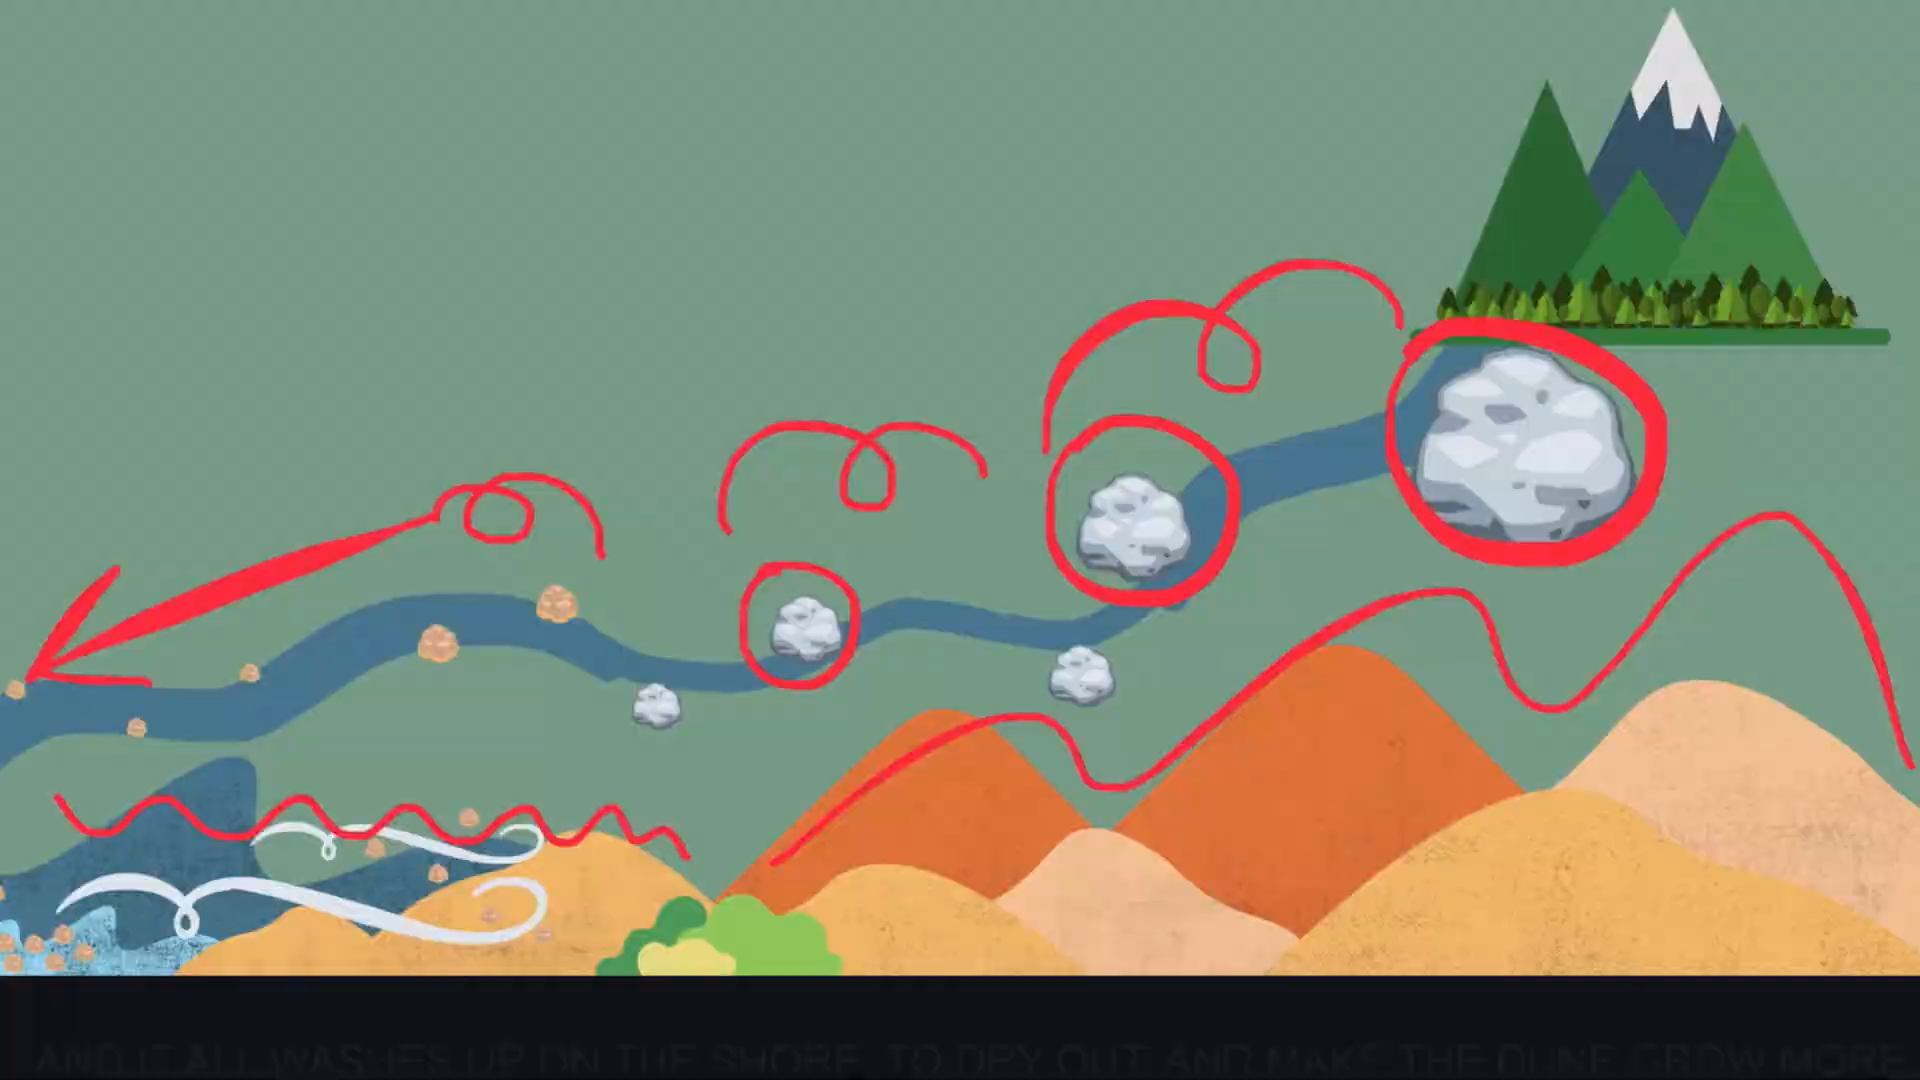 AND IT ALL WASHES UP ON THE SHORE, TO DRY OUT AND MAKE THE DUNE GROW MORE